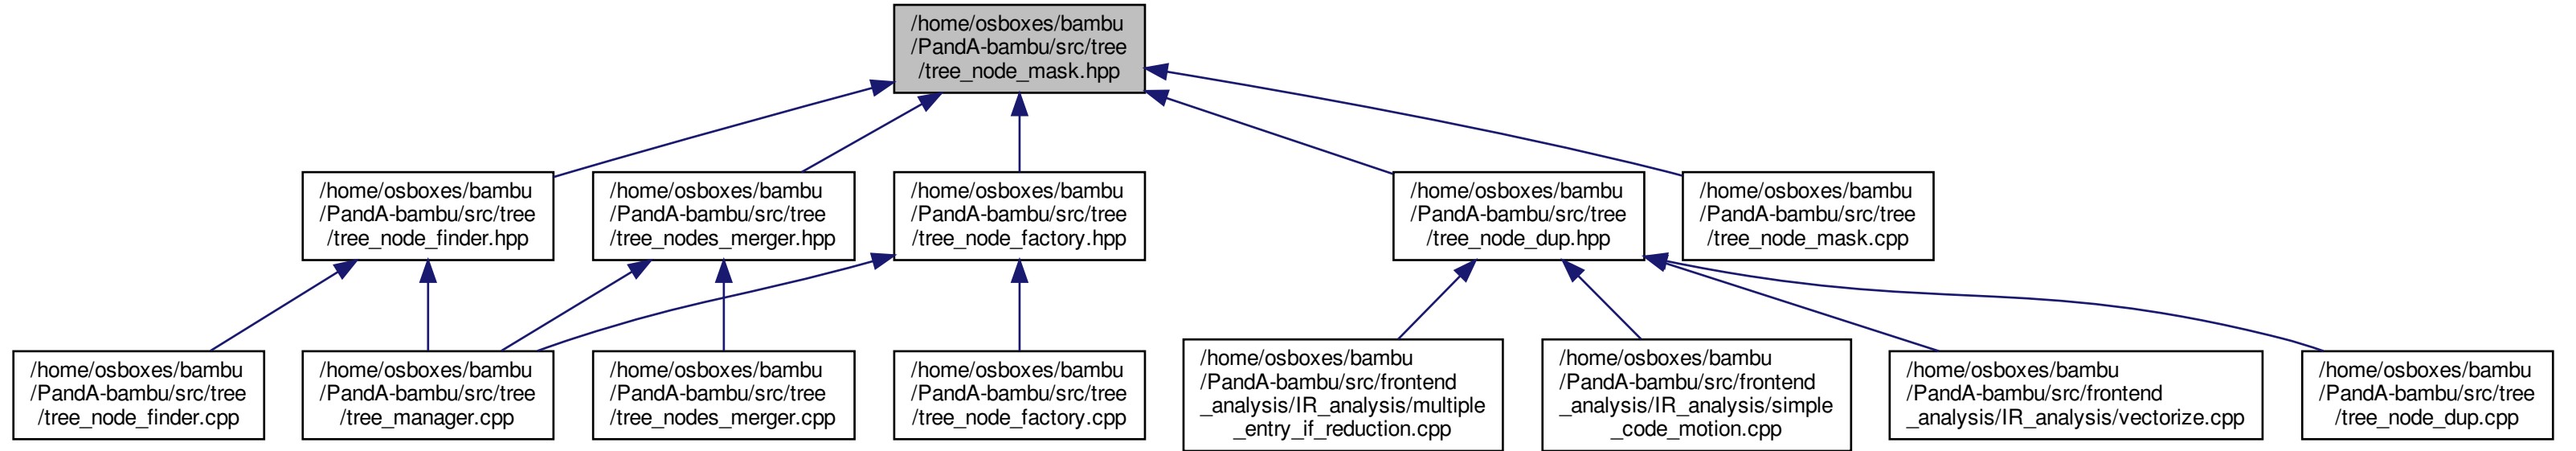 /home/osboxes/bambu
/PandA-bambu/src/tree
/tree_node_mask.hpp
/home/osboxes/bambu
/PandA-bambu/src/tree
/tree_node_finder.hpp
/home/osboxes/bambu
/PandA-bambu/src/tree
/tree_nodes_merger.hpp
/home/osboxes/bambu
/PandA-bambu/src/tree
/tree_node_factory.hpp
/home/osboxes/bambu
/PandA-bambu/src/tree
/tree_node_dup.hpp
/home/osboxes/bambu
/PandA-bambu/src/tree
/tree_node_mask.cpp
/home/osboxes/bambu
/PandA-bambu/src/tree
/tree_node_finder.cpp
/home/osboxes/bambu
/PandA-bambu/src/tree
/tree_manager.cpp
/home/osboxes/bambu
/PandA-bambu/src/tree
/tree_nodes_merger.cpp
/home/osboxes/bambu
/PandA-bambu/src/tree
/tree_node_factory.cpp
/home/osboxes/bambu
/PandA-bambu/src/frontend
_analysis/IR_analysis/multiple
_entry_if_reduction.cpp
/home/osboxes/bambu
/PandA-bambu/src/frontend
_analysis/IR_analysis/simple
_code_motion.cpp
/home/osboxes/bambu
/PandA-bambu/src/frontend
_analysis/IR_analysis/vectorize.cpp
/home/osboxes/bambu
/PandA-bambu/src/tree
/tree_node_dup.cpp